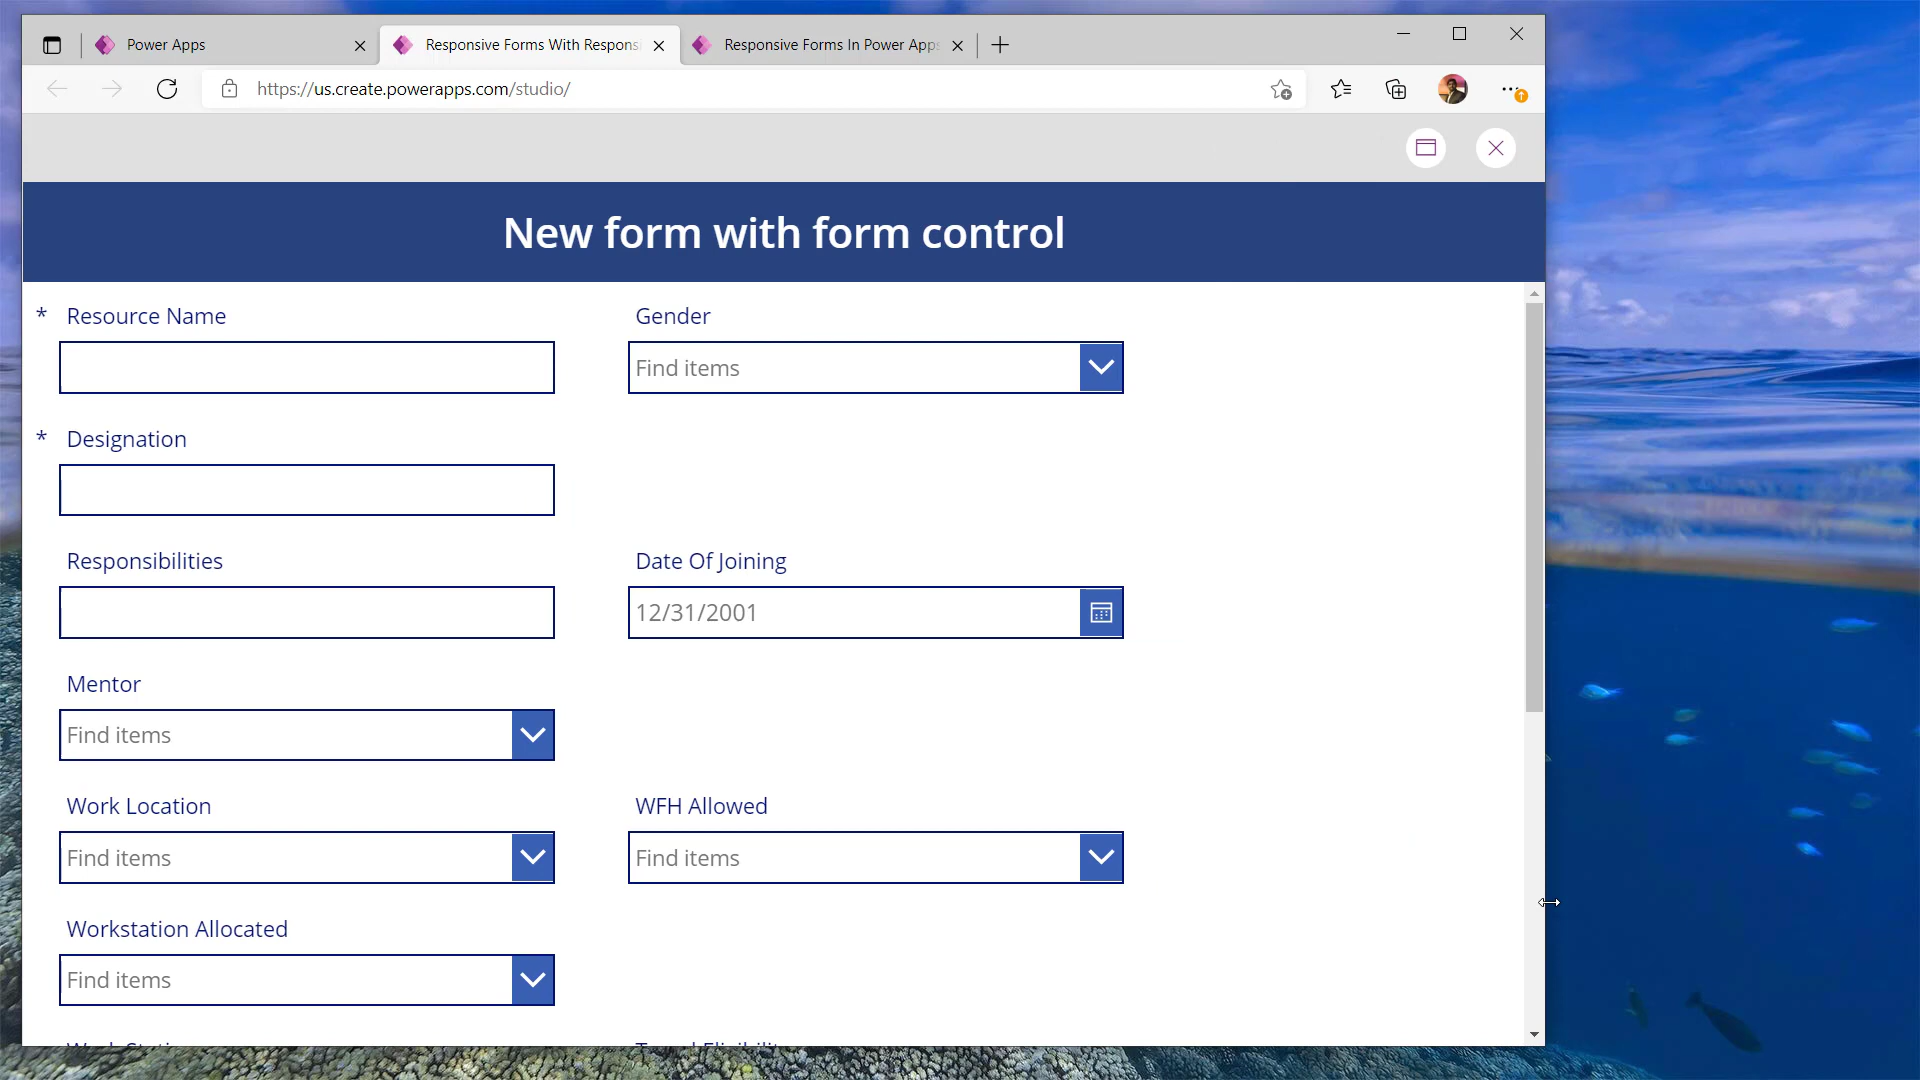 Power Apps
Responsive Forms With Respons
Responsive Forms In Power Apps
https://us.create.powerapps.com/studio/
New form with form control
* Resource Name
Gender
Find items
* Designation
Responsibilities
Date Of Joining
12/31/2001
Mentor
Find items
Work Location
WFH Allowed
Find items
Find items
Workstation Allocated
Find items